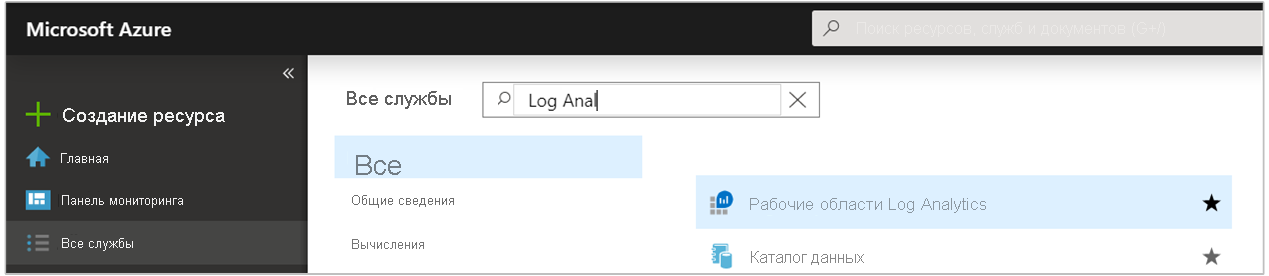 Microsoft Azure
Поиск ресурсов, служб и документов (G+/)
Все службы
Log Anal
Создание ресурса
Все
Главная
Панель мониторинга
Общие сведения
Рабочие области Log Analytics
Все службы
Вычисления
Каталог данных